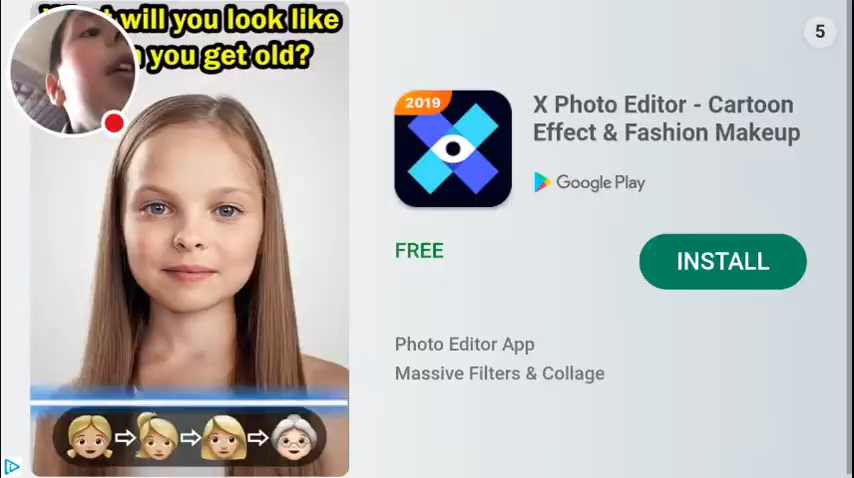 will you look like
you get old?
5
2019
X Photo Editor - Cartoon
Effect & Fashion Makeup
Google Play
FREE
INSTALL
Photo Editor App
Massive Filters & Collage